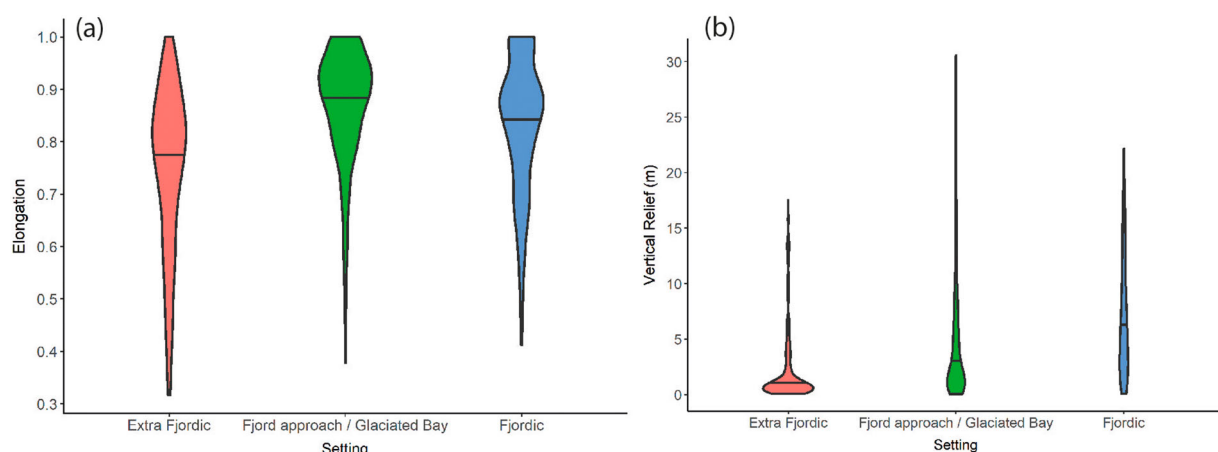 (a)
1.0
0.9
0.8
0.7
0.6
0.5
0.4
0.3
Elongation
Extra Fjordic
Fjord approach / Glaciated Bay
Fjordic
Setting
(b)
30
25
20
15
10
5
0
Vertical Relief (m)
Extra Fjordic
Fjord approach / Glaciated Bay
Fjordic
Setting